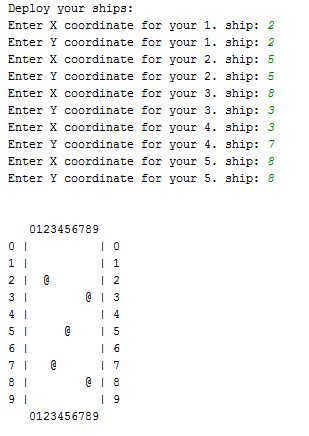 Deploy your ships:
Enter X coordinate for your 1. ship: 2
Enter Y coordinate for your 1. ship: 2
Enter X coordinate for your 2. ship: 5
Enter Y coordinate for your 2. ship: 5
Enter X coordinate for your 3. ship: 8
Enter Y coordinate for your 3. ship: 3
Enter X coordinate for your 4. ship: 3
Enter Y coordinate for your 4. ship: 7
Enter X coordinate for your 5. ship: 8
Enter Y coordinate for your 5. ship: 8
   0123456789
0 |          | 0
1 |          | 1
2 |  @       | 2
3 |        @ | 3
4 |          | 4
5 |     @    | 5
6 |          | 6
7 |   @      | 7
8 |        @ | 8
9 |          | 9
   0123456789